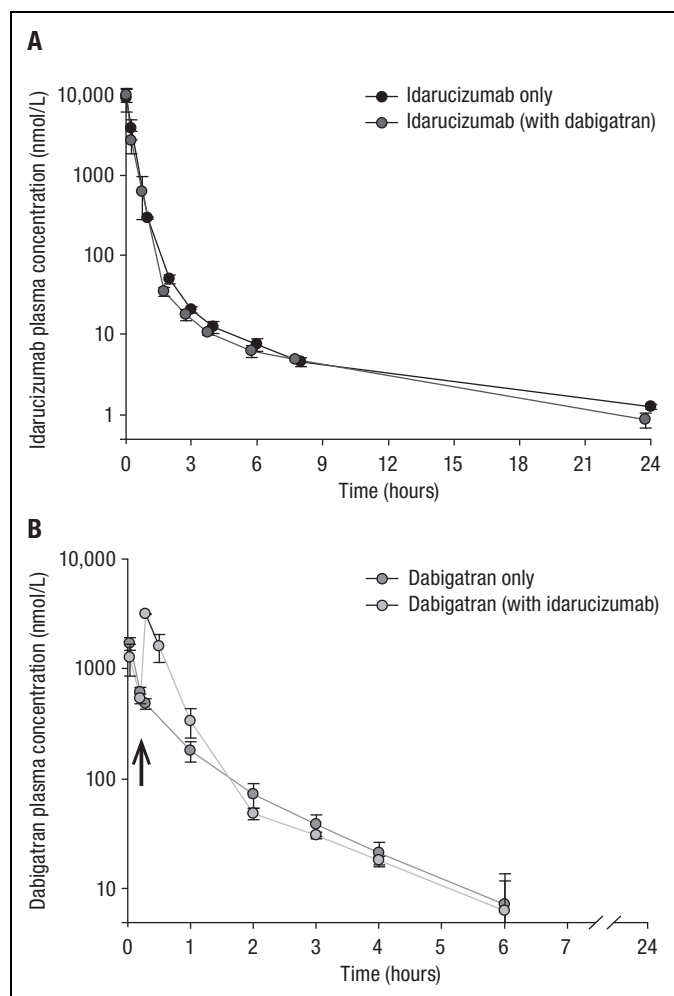 A
Idarucizumab plasma concentration (nmol/L)
10,000
1000
100
10
1
Idarucizumab only
Idarucizumab (with dabigatran)
0 3 6 9 12 15 18 21 24
Time (hours)
B
Dabigatran plasma concentration (nmol/L)
10,000
1000
100
10
Dabigatran only
Dabigatran (with idarucizumab)
0 1 2 3 4 5 6 7 24
Time (hours)